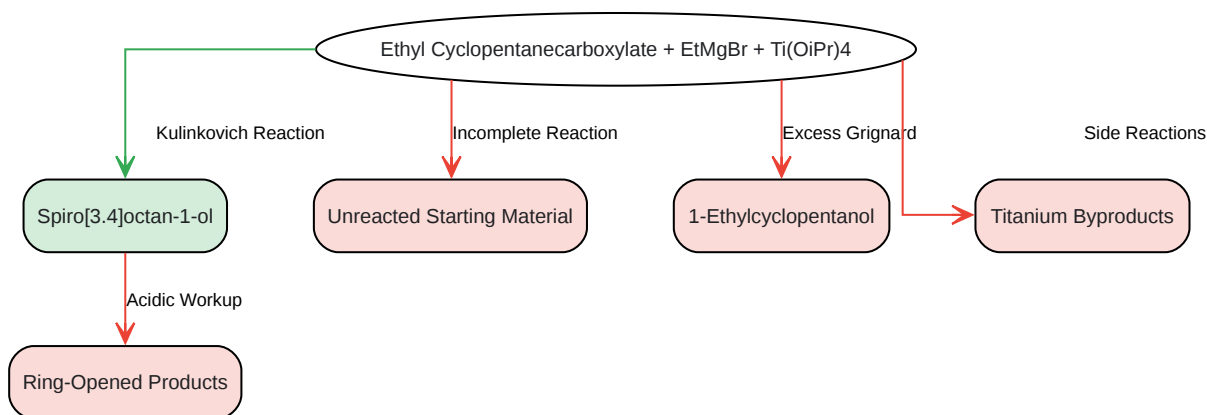 Ethyl Cyclopentanecarboxylate + EtMgBr + Ti(OiPr)4
Kulinkovich Reaction
Incomplete Reaction
Excess Grignard
Side Reactions
Spiro[3.4]octan-1-ol
Unreacted Starting Material
1-Ethylcyclopentanol
Titanium Byproducts
Acidic Workup
Ring-Opened Products